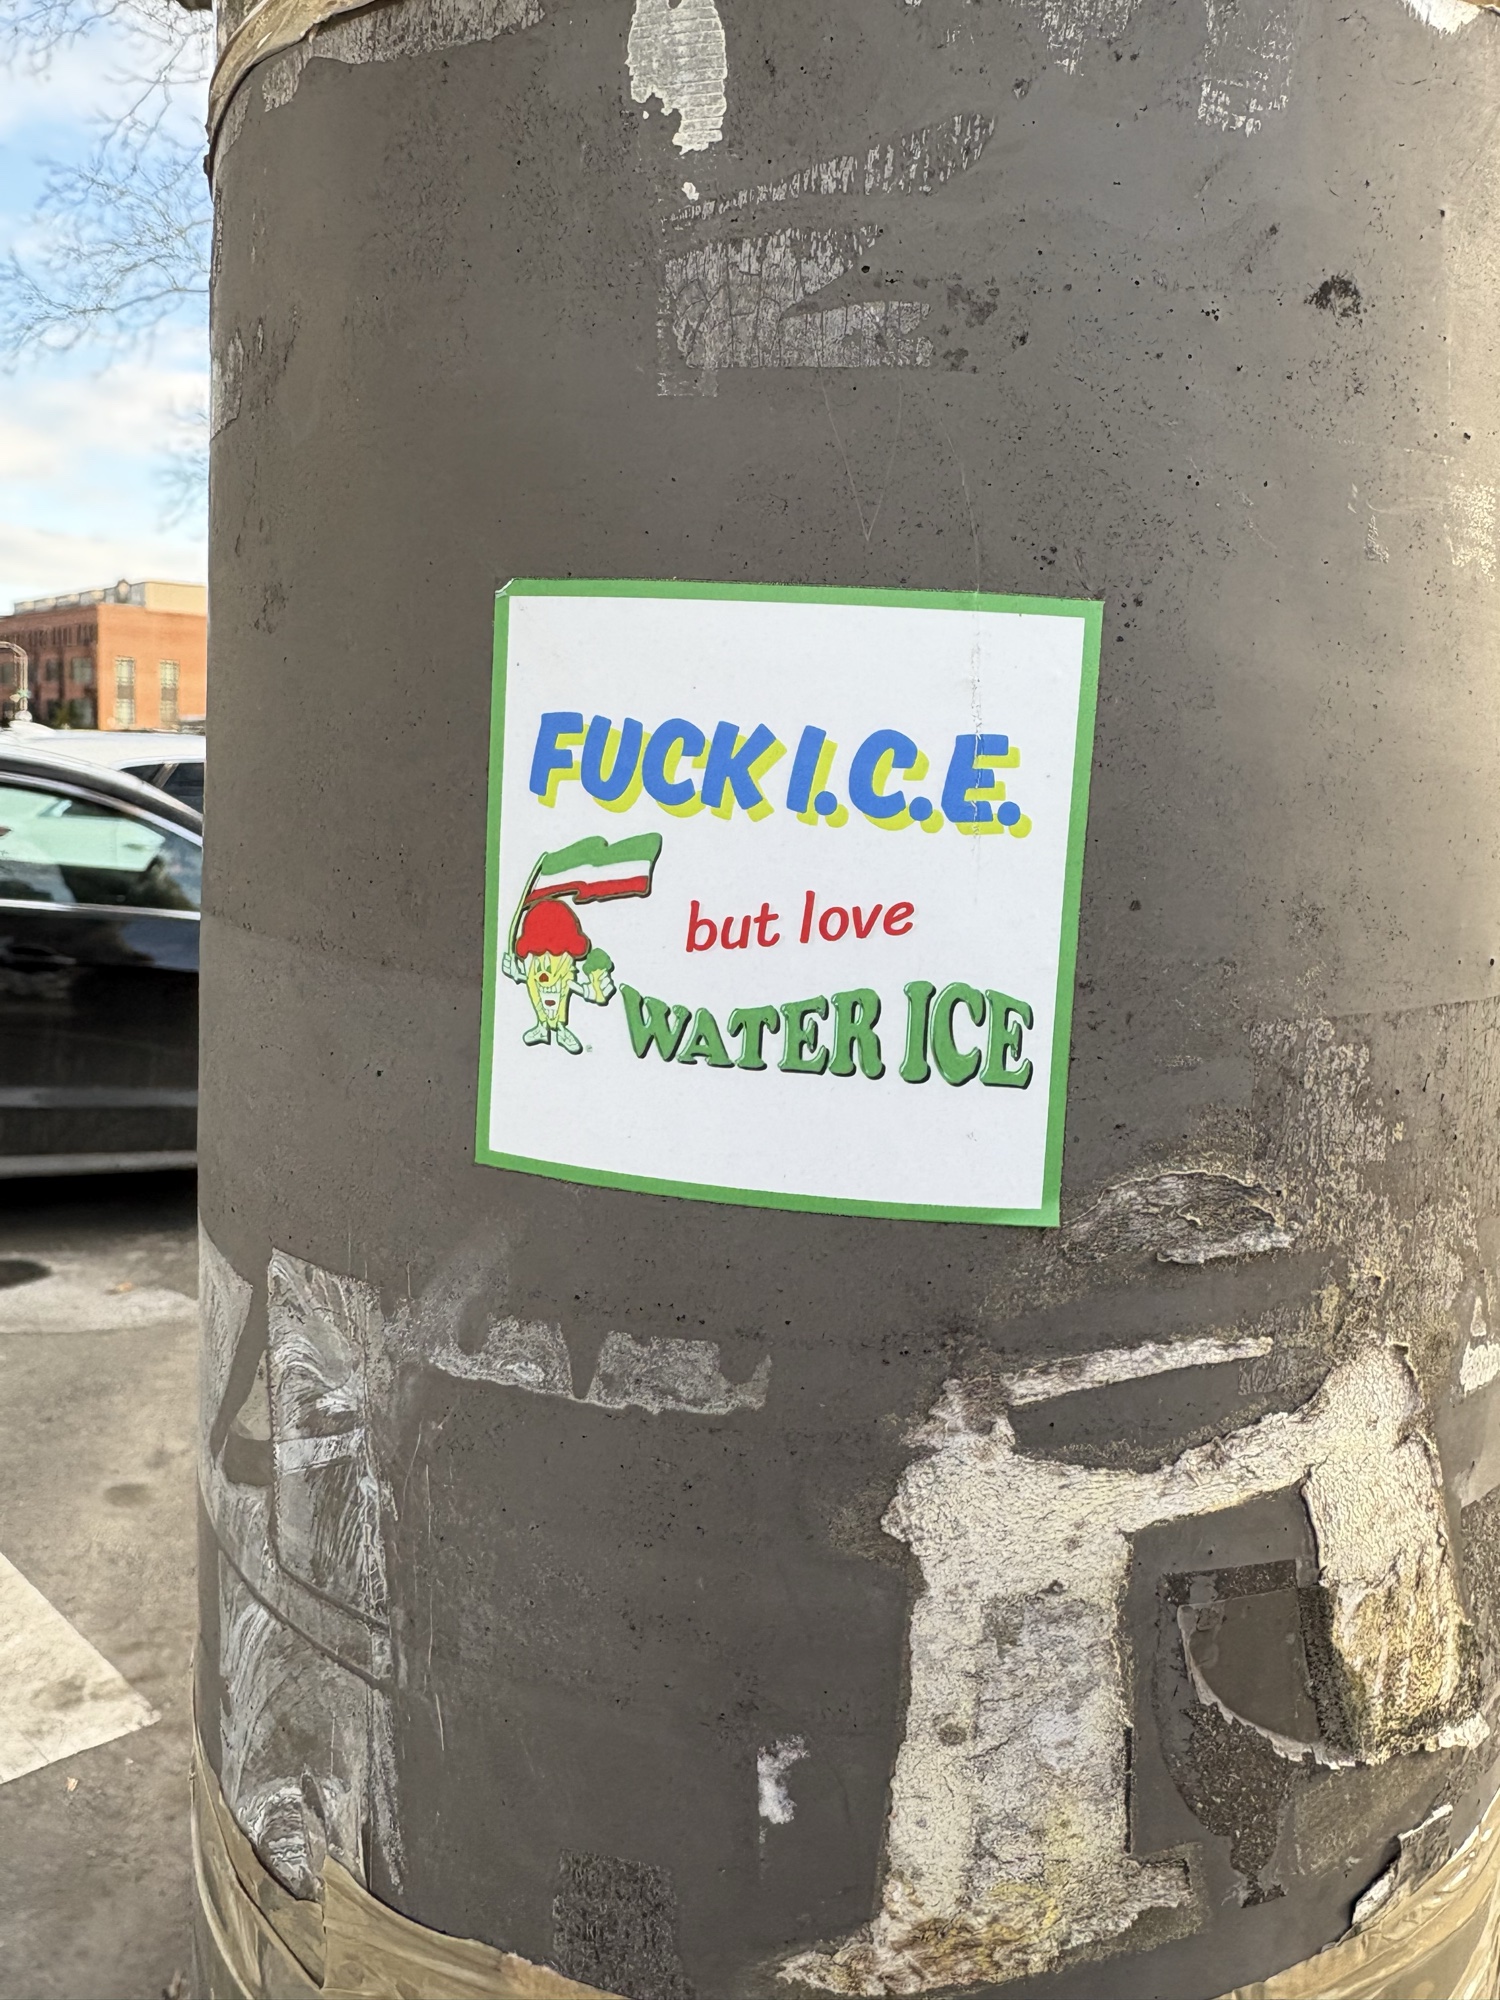 FUCK I.C.E.
but love
WATER ICE